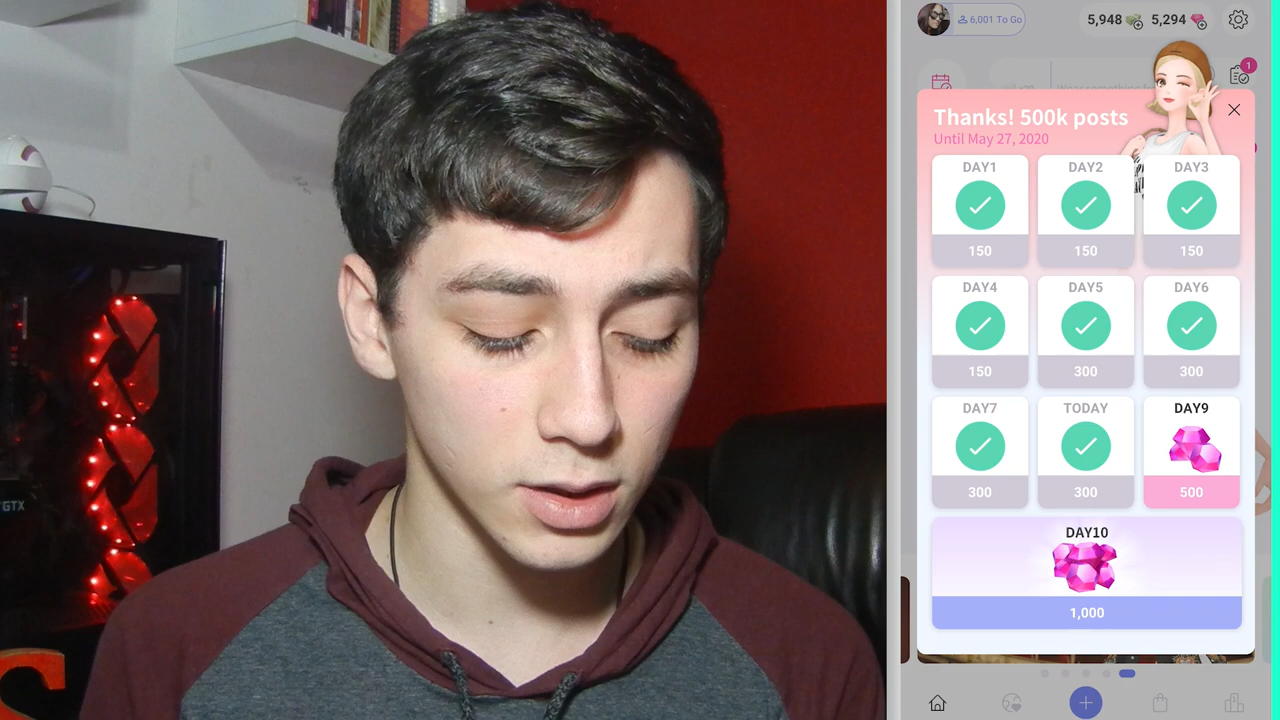 6,001 To Go
5,948
5,294
1
Thanks! 500k posts
Until May 27, 2020
DAY1
DAY2
DAY3
150
150
150
DAY4
DAY5
DAY6
150
300
300
DAY7
TODAY
DAY9
300
300
500
DAY10
1,000
GTX